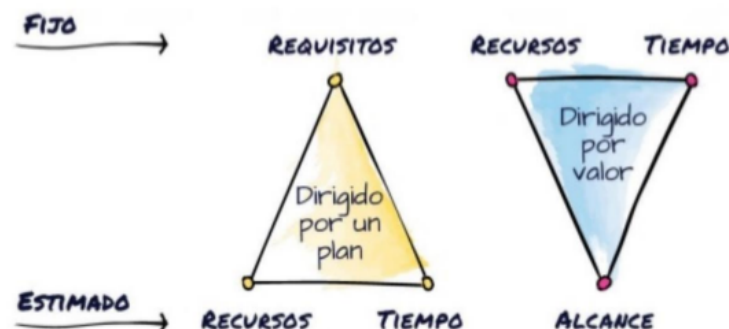 FIJO
REQUISITOS
RECURSOS TIEMPO
Dirigido
por un
plan
Dirigido
por
valor
ESTIMADO
RECURSOS TIEMPO
ALCANCE